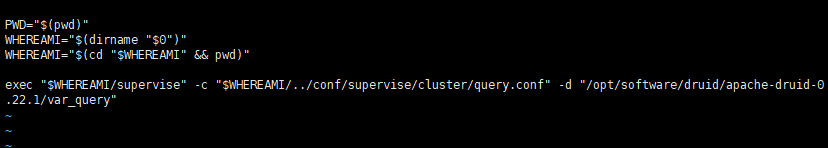 PWD="$(pwd)"
WHEREAMI="$(dirname "$0")"
WHEREAMI="$(cd "$WHEREAMI" && pwd)"
exec "$WHEREAMI/supervise" -c "$WHEREAMI/../conf/supervise/cluster/query.conf" -d "/opt/software/druid/apache-druid-0
.22.1/var_query"
~
~
~